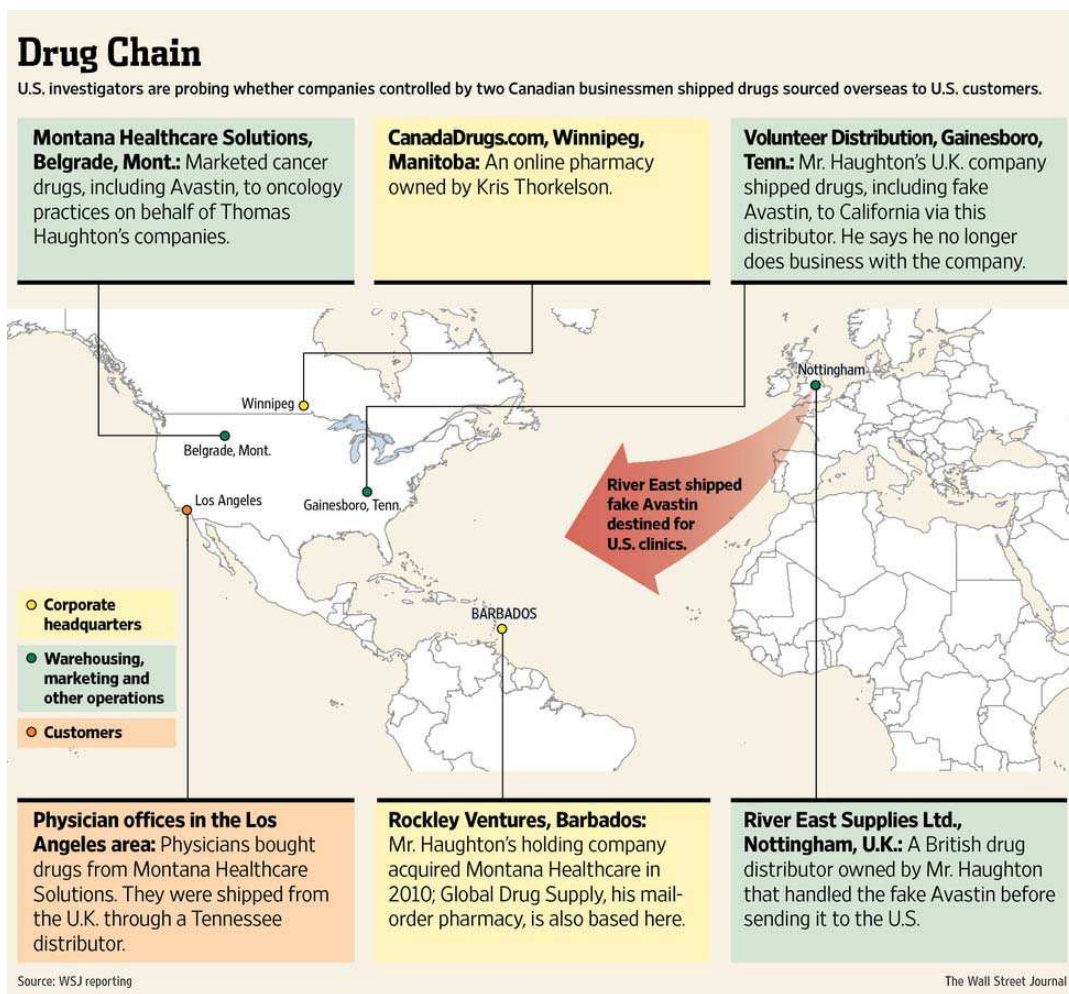 Drug Chain
U.S. investigators are probing whether companies controlled by two Canadian businessmen shipped drugs sourced overseas to U.S. customers.
Montana Healthcare Solutions,
Belgrade, Mont.: Marketed cancer
drugs, including Avastin, to oncology
practices on behalf of Thomas
Haughton's companies.
CanadaDrugs.com, Winnipeg,
Manitoba: An online pharmacy
owned by Kris Thorkelson.
Volunteer Distribution, Gainesboro,
Tenn.: Mr. Haughton's U.K. company
shipped drugs, including fake
Avastin, to California via this
distributor. He says he no longer
does business with the company.
Nottingham
Winnipeg
Belgrade, Mont.
Los Angeles
Gainesboro, Tenn.
River East shipped
fake Avastin
destined for
U.S. clinics.
BARBADOS
Corporate
headquarters
Warehousing,
marketing and
other operations
Customers
Physician offices in the Los
Angeles area: Physicians bought
drugs from Montana Healthcare
Solutions. They were shipped from
the U.K. through a Tennessee
distributor.
Rockley Ventures, Barbados:
Mr. Haughton's holding company
acquired Montana Healthcare in
2010; Global Drug Supply, his mail-
order pharmacy, is also based here.
River East Supplies Ltd.,
Nottingham, U.K.: A British drug
distributor owned by Mr. Haughton
that handled the fake Avastin before
sending it to the U.S.
Source: WSJ reporting
The Wall Street Journal